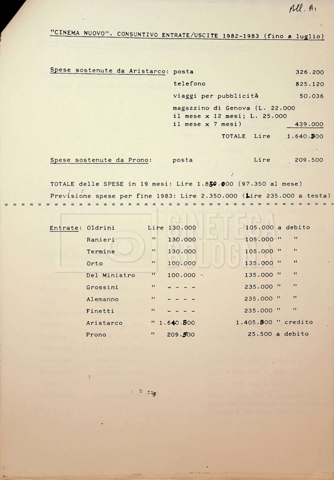 All. A1
"CINEMA NUOVO". CONSUNTIVO ENTRATE/USCITE 1982-1983 (fino a luglio)
Spese sostenute da Aristarco: posta 326.200
telefono 825.120
viaggi per pubblicità 50.036
magazzino di Genova (L. 22.000
il mese x 12 mesi; L. 25.000
il mese x 7 mesi) 439.000
TOTALE Lire 1.640.500
Spese sostenute da Prono: posta Lire 209.500
TOTALE delle SPESE in 19 mesi: Lire 1.850.000 (97.350 al mese)
Previsione spese per fine 1983: Lire 2.350.000 (Lire 235.000 a testa)
CINETECA
BOLOGNA
Entrate: Oldrini Lire 130.000 105.000 a debito
Ranieri " 130.000 105.000 " "
Termine " 130.000 105.000 " "
Orto " 100.000 135.000 " "
Del Ministro " 100.000 135.000 " "
Grossini " - - - - 235.000 " "
Alemanno " - - - - 235.000 " "
Finetti " - - - - 235.000 " "
Aristarco " 1.640.500 1.405.500 " credito
Prono " 209.500 25.500 a debito